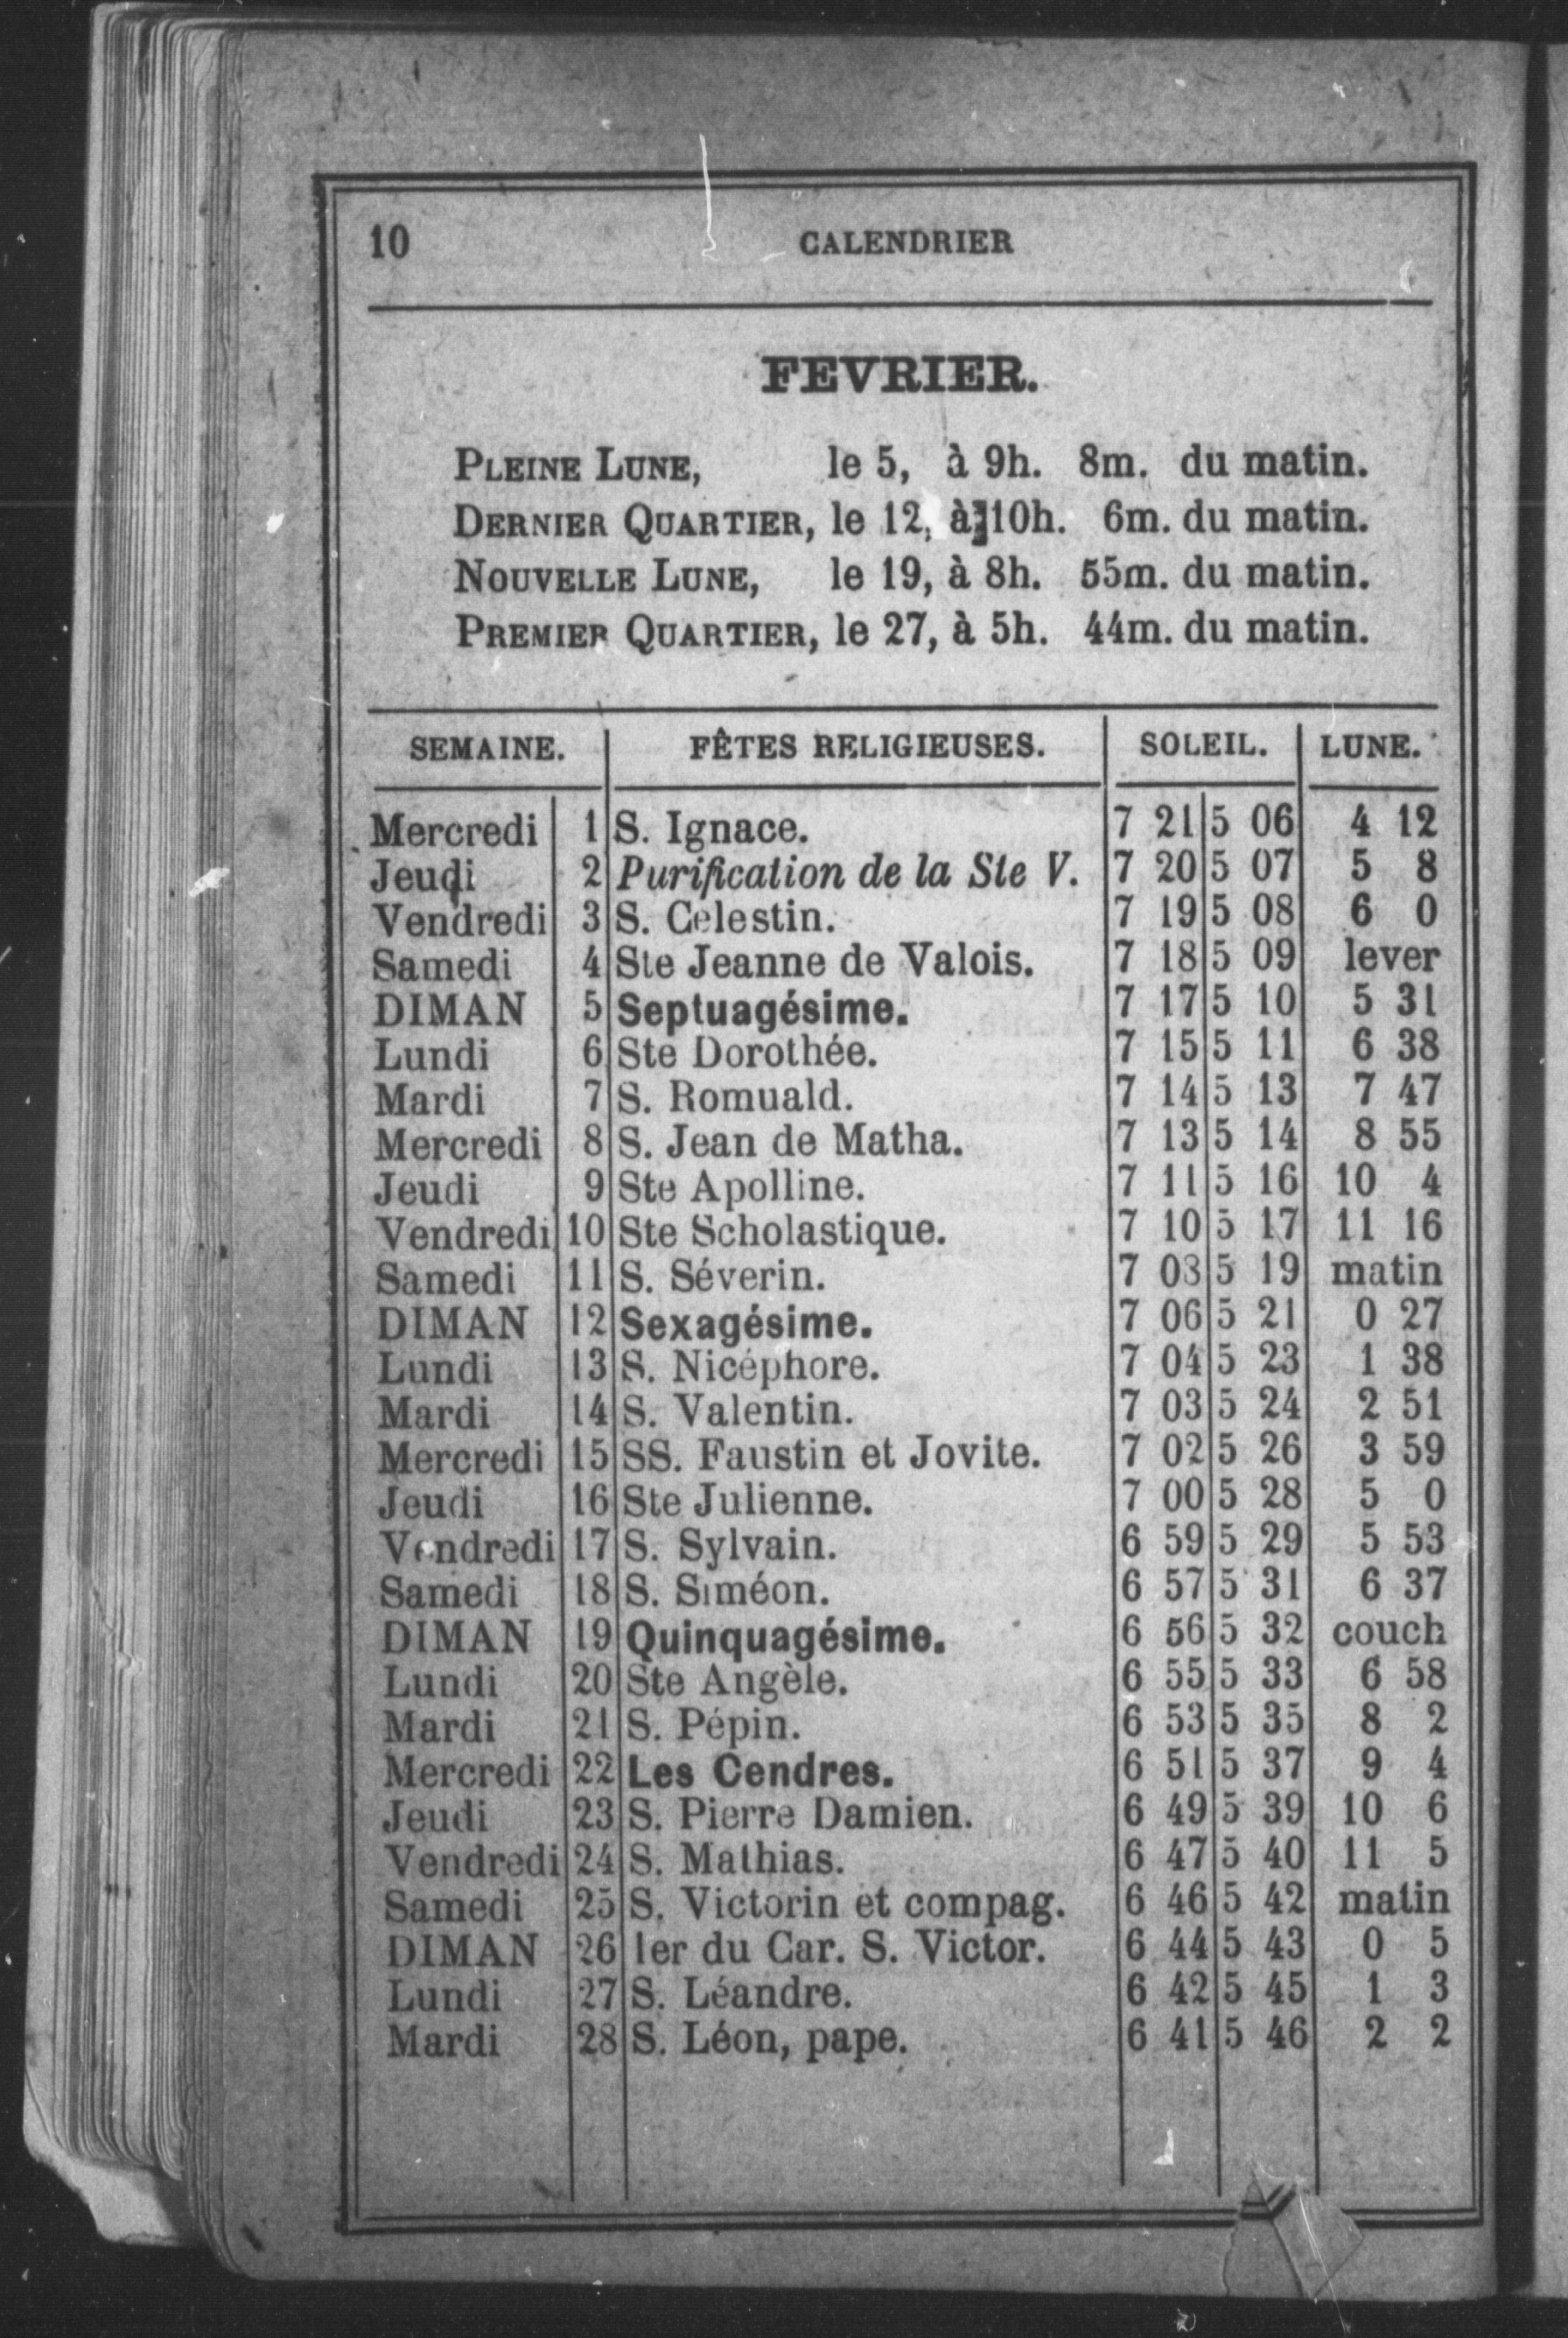 10 CALENDRIER
FEVRIER.
PLEINE LUNE, le 5, à 9h. 8m. du matin.
DERNIER QUARTIER, le 12, à 10h. 6m. du matin.
NOUVELLE LUNE, le 19, à 8h. 55m. du matin.
PREMIER QUARTIER, le 27, à 5h. 44m. du matin.
SEMAINE. FÊTES RELIGIEUSES. SOLEIL. LUNE.
Mercredi 1 S. Ignace. 7 21 5 06 4 12
Jeudi 2 Purification de la Ste V. 7 20 5 07 5 8
Vendredi 3 S. Celestin. 7 19 5 08 6 0
Samedi 4 Ste Jeanne de Valois. 7 18 5 09 lever
DIMAN 5 Septuagésime. 7 17 5 10 5 31
Lundi 6 Ste Dorothée. 7 15 5 11 6 38
Mardi 7 S. Romuald. 7 14 5 13 7 47
Mercredi 8 S. Jean de Matha. 7 13 5 14 8 55
Jeudi 9 Ste Apolline. 7 11 5 16 10 4
Vendredi 10 Ste Scholastique. 7 10 5 17 11 16
Samedi 11 S. Séverin. 7 08 5 19 matin
DIMAN 12 Sexagésime. 7 06 5 21 0 27
Lundi 13 S. Nicéphore. 7 04 5 23 1 38
Mardi 14 S. Valentin. 7 03 5 24 2 51
Mercredi 15 SS. Faustin et Jovite. 7 02 5 26 3 59
Jeudi 16 Ste Julienne. 7 00 5 28 5 0
Vendredi 17 S. Sylvain. 6 59 5 29 5 53
Samedi 18 S. Siméon. 6 57 5 31 6 37
DIMAN 19 Quinquagésime. 6 56 5 32 couch
Lundi 20 Ste Angèle. 6 55 5 33 6 58
Mardi 21 S. Pépin. 6 53 5 35 8 2
Mercredi 22 Les Cendres. 6 51 5 37 9 4
Jeudi 23 S. Pierre Damien. 6 49 5 39 10 6
Vendredi 24 S. Mathias. 6 47 5 40 11 5
Samedi 25 S. Victorin et compag. 6 46 5 42 matin
DIMAN 26 1er du Car. S. Victor. 6 44 5 43 0 5
Lundi 27 S. Léandre. 6 42 5 45 1 3
Mardi 28 S. Léon, pape. 6 41 5 46 2 2